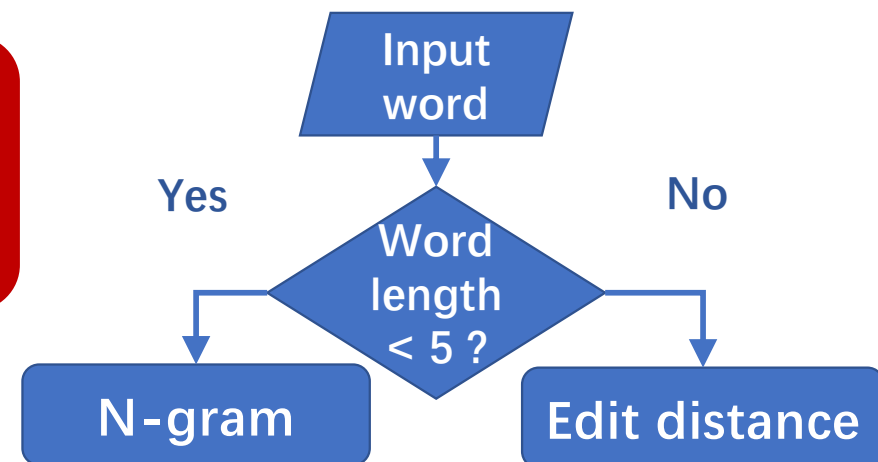 Input
word
Yes
No
Word
length
< 5 ?
N-gram
Edit distance